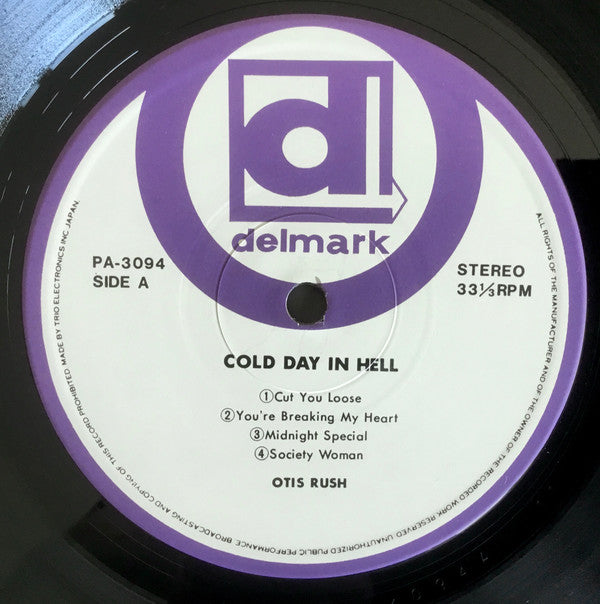 d
delmark
PA-3094
SIDE A
STEREO
33⅓RPM
COLD DAY IN HELL
①Cut You Loose
②You're Breaking My Heart
③Midnight Special
④Society Woman
OTIS RUSH
ALL RIGHTS OF THE MANUFACTURER AND OF THE OWNER OF THE RECORDED WORK RESERVED. UNAUTHORIZED PUBLIC PERFORMANCE BROADCASTING AND COPYING OF THIS RECORD PROHIBITED. MADE BY TRIO ELECTRONICS INC JAPAN.